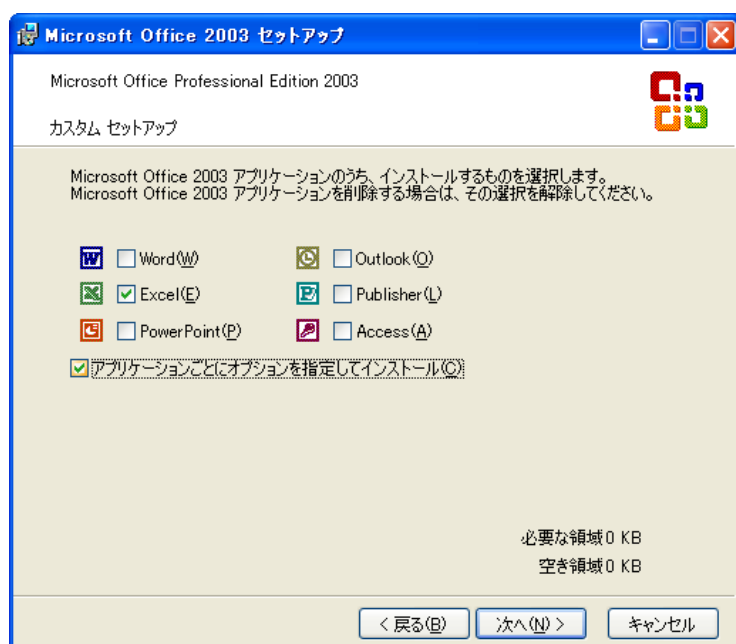 Microsoft Office 2003 セットアップ
Microsoft Office Professional Edition 2003
カスタム セットアップ
Microsoft Office 2003 アプリケーションのうち、インストールするものを選択します。
Microsoft Office 2003 アプリケーションを削除する場合は、その選択を解除してください。
Word(W)
Outlook(O)
Excel(E)
Publisher(L)
PowerPoint(P)
Access(A)
アプリケーションごとにオプションを指定してインストール(C)
必要な領域0 KB
空き領域0 KB
< 戻る(B)
次へ(N) >
キャンセル